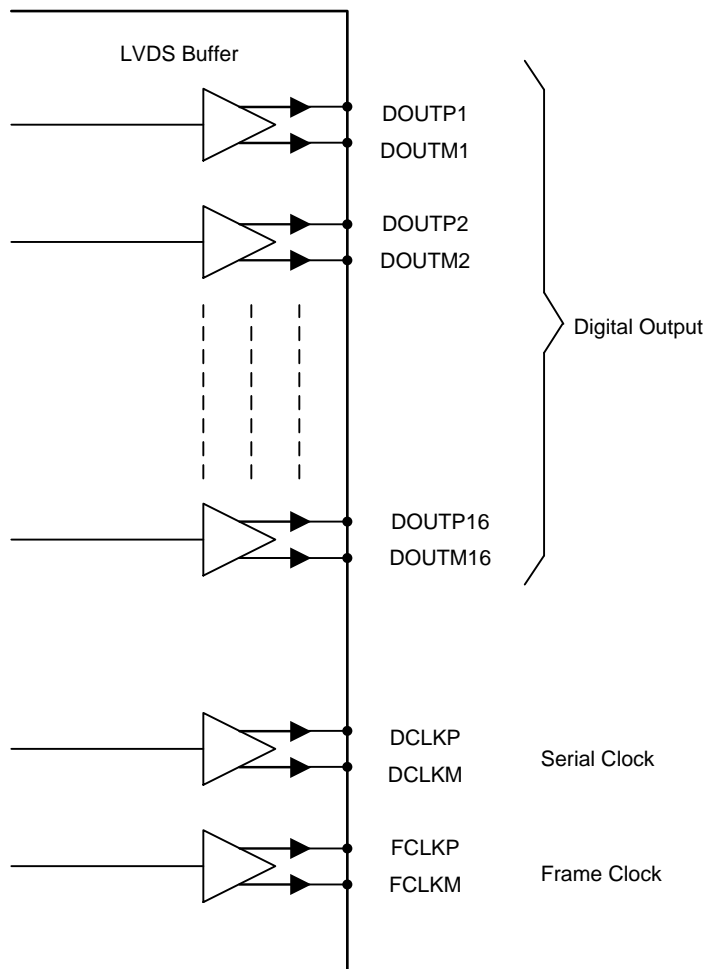 LVDS Buffer
DOUTP1
DOUTM1
DOUTP2
DOUTM2
Digital Output
DOUTP16
DOUTM16
DCLKP
Serial Clock
DCLKM
FCLKP
Frame Clock
FCLKM